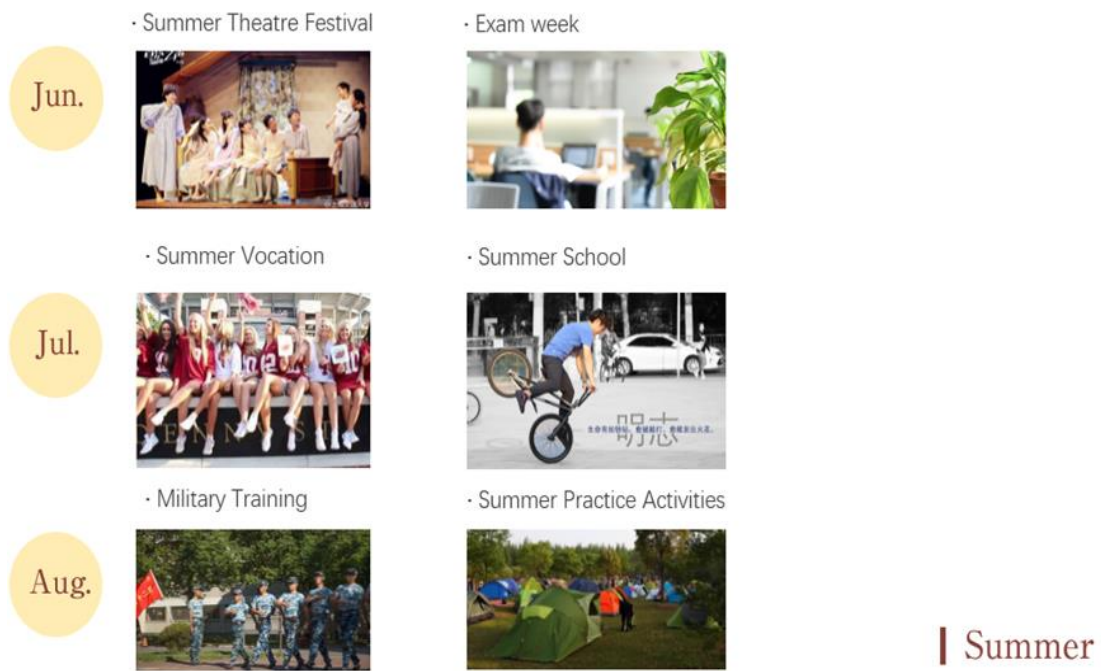 · Summer Theatre Festival
· Exam week
Jun.
· Summer Vocation
· Summer School
Jul.
明志
· Military Training
· Summer Practice Activities
Aug.
Summer